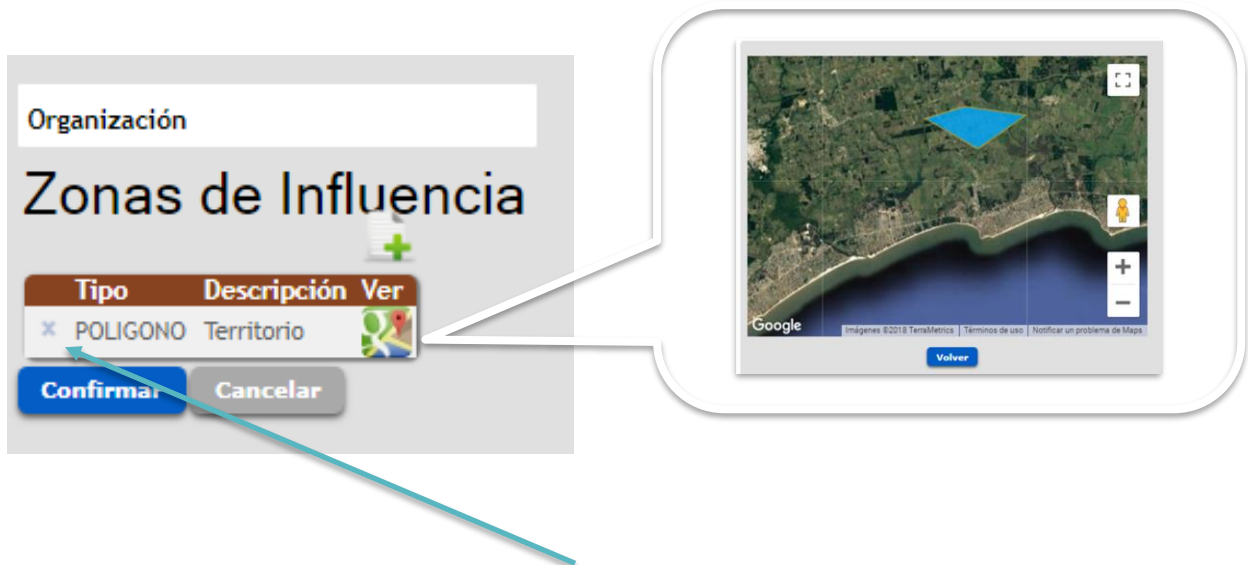 Organización
Zonas de Influencia
Tipo Descripción Ver
POLIGONO Territorio
Confirmar Cancelar
Google
Imágenes ©2018 TerraMetrics Términos de uso Notificar un problema de Maps
Volver